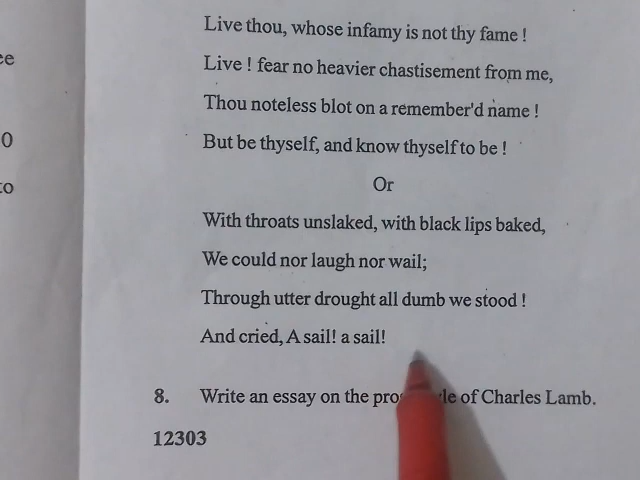 Live thou, whose infamy is not thy fame !
Live ! fear no heavier chastisement from me,
Thou noteless blot on a remember'd name !
But be thyself, and know thyself to be !
Or
With throats unslaked, with black lips baked,
We could nor laugh nor wail;
Through utter drought all dumb we stood !
And cried, A sail! a sail!
8. Write an essay on the of Charles Lamb.
12303